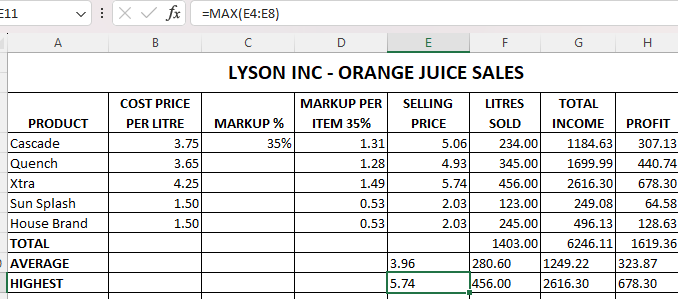 E11 fx =MAX(E4:E8)
A B C D E F G H
LYSON INC - ORANGE JUICE SALES
COST PRICE MARKUP PER SELLING LITRES TOTAL
PRODUCT PER LITRE MARKUP % ITEM 35% PRICE SOLD INCOME PROFIT
Cascade 3.75 35% 1.31 5.06 234.00 1184.63 307.13
Quench 3.65 1.28 4.93 345.00 1699.99 440.74
Xtra 4.25 1.49 5.74 456.00 2616.30 678.30
Sun Splash 1.50 0.53 2.03 123.00 249.08 64.58
House Brand 1.50 0.53 2.03 245.00 496.13 128.63
TOTAL 1403.00 6246.11 1619.36
AVERAGE 3.96 280.60 1249.22 323.87
HIGHEST 5.74 456.00 2616.30 678.30